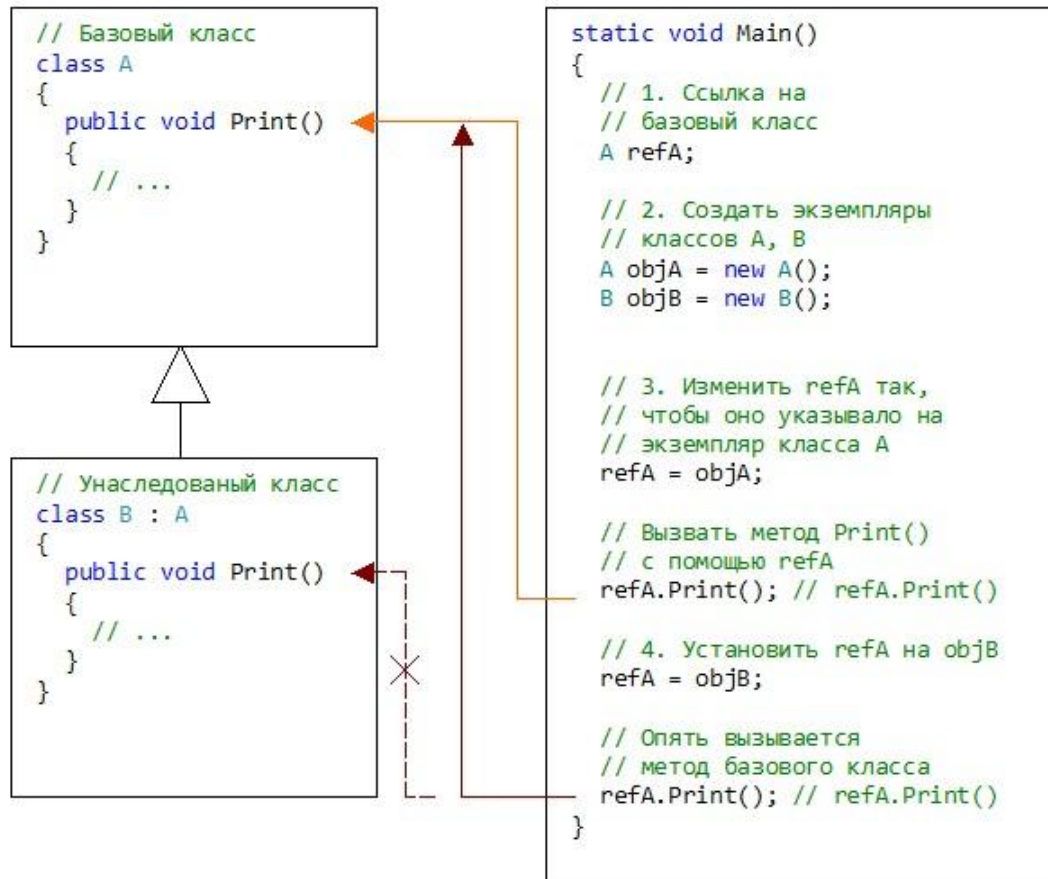 // Базовый класс
class A
{
public void Print()
{
// ...
}
}
// Унаследованый класс
class B : A
{
public void Print()
{
// ...
}
}
static void Main()
{
// 1. Ссылка на
// базовый класс
A refA;
// 2. Создать экземпляры
// классов A, B
A objA = new A();
B objB = new B();
// 3. Изменить refA так,
// чтобы оно указывало на
// экземпляр класса A
refA = objA;
// Вызвать метод Print()
// с помощью refA
refA.Print(); // refA.Print()
// 4. Установить refA на objB
refA = objB;
// Опять вызывается
// метод базового класса
refA.Print(); // refA.Print()
}